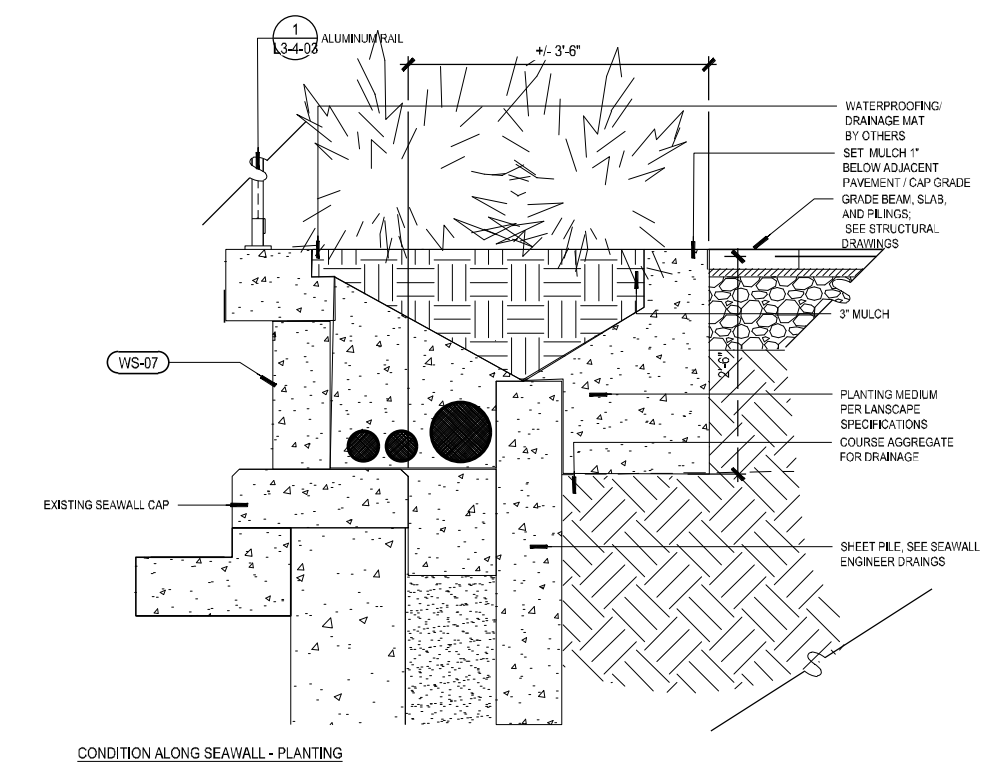 1
L3-4-03
ALUMINUM RAIL
+/- 3'-6"
WATERPROOFING/
DRAINAGE MAT
BY OTHERS
SET MULCH 1"
BELOW ADJACENT
PAVEMENT / CAP GRADE
GRADE BEAM, SLAB,
AND PILINGS;
SEE STRUCTURAL
DRAWINGS
3" MULCH
2'-6"
WS-07
PLANTING MEDIUM
PER LANSCAPE
SPECIFICATIONS
COURSE AGGREGATE
FOR DRAINAGE
EXISTING SEAWALL CAP
SHEET PILE, SEE SEAWALL
ENGINEER DRAINGS
CONDITION ALONG SEAWALL - PLANTING